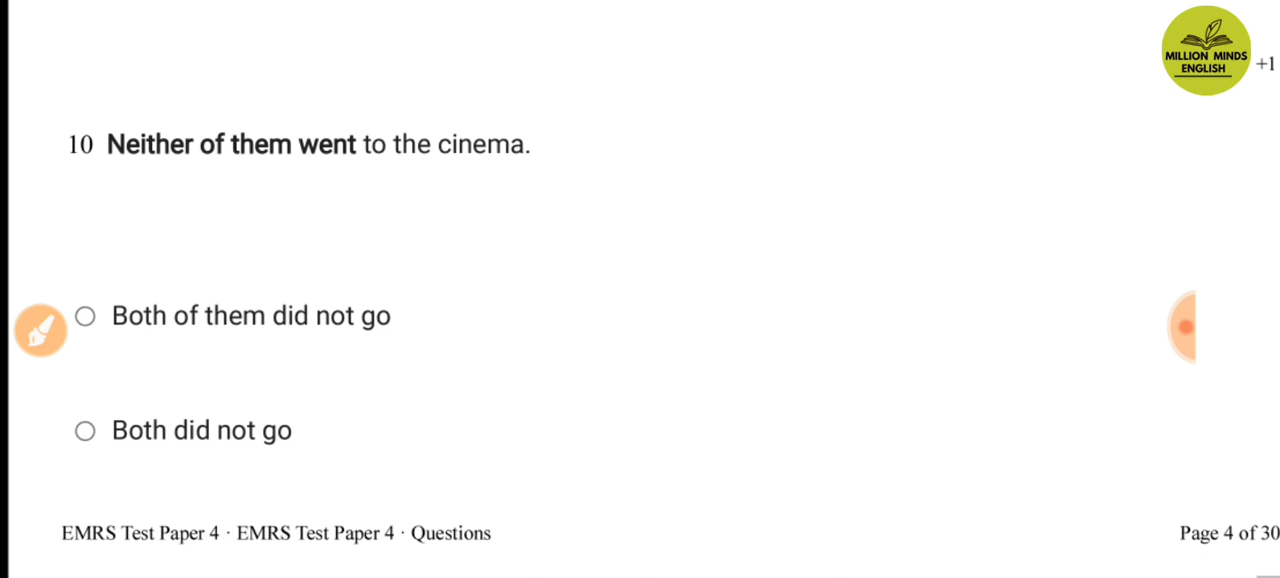 MILLION MINDS
ENGLISH
+1
10 Neither of them went to the cinema.
Both of them did not go
Both did not go
EMRS Test Paper 4 · EMRS Test Paper 4 · Questions
Page 4 of 30